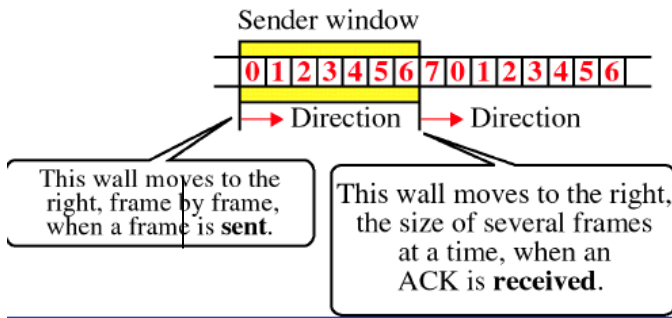 Sender window
0 1 2 3 4 5 6 7 0 1 2 3 4 5 6
Direction Direction
This wall moves to the
right, frame by frame,
when a frame is sent.
This wall moves to the right,
the size of several frames
at a time, when an
ACK is received.